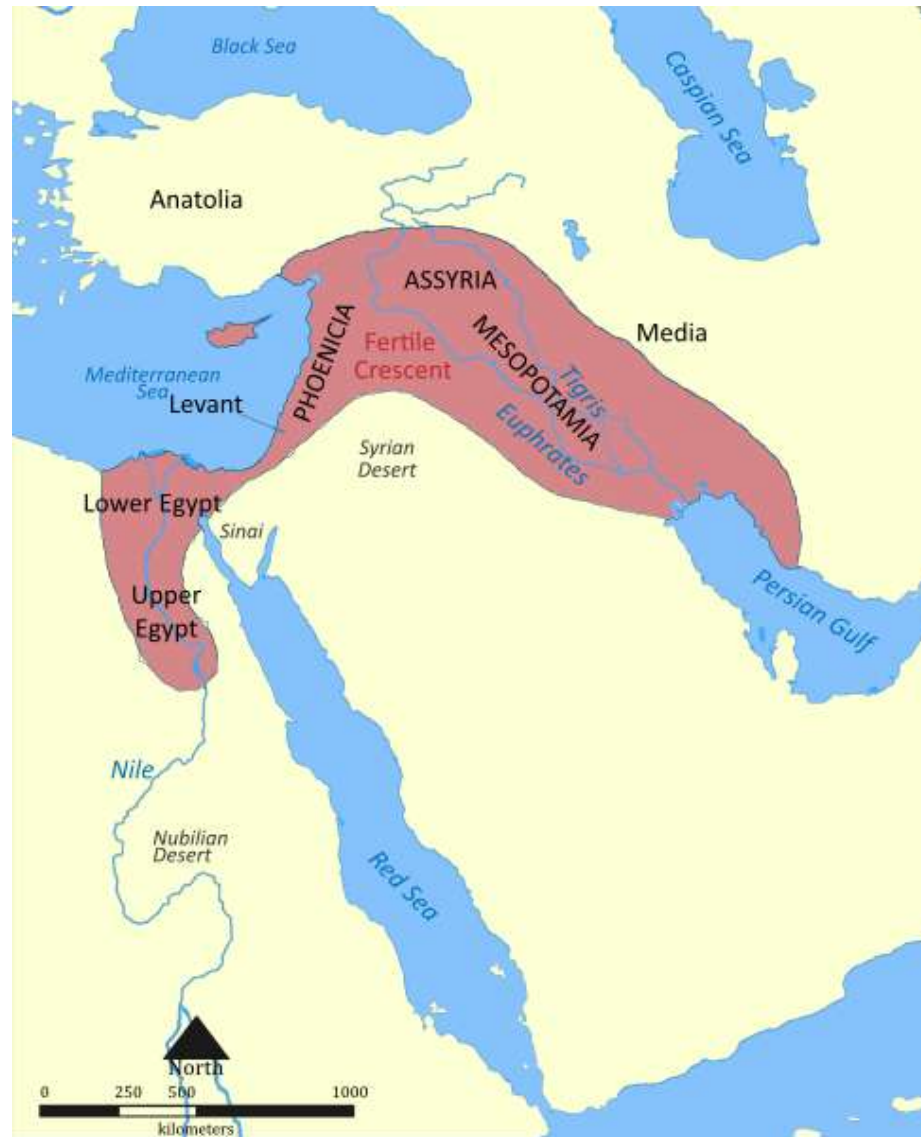 Black Sea
Caspian Sea
Anatolia
ASSYRIA
Media
PHOENICIA
Fertile
Crescent
MESOPOTAMIA
Tigris
Euphrates
Mediterranean
Sea
Levant
Syrian
Desert
Lower Egypt
Sinai
Upper
Egypt
Persian Gulf
Nile
Nubilian
Desert
Red Sea
North
0 250 500 1000
kilometers